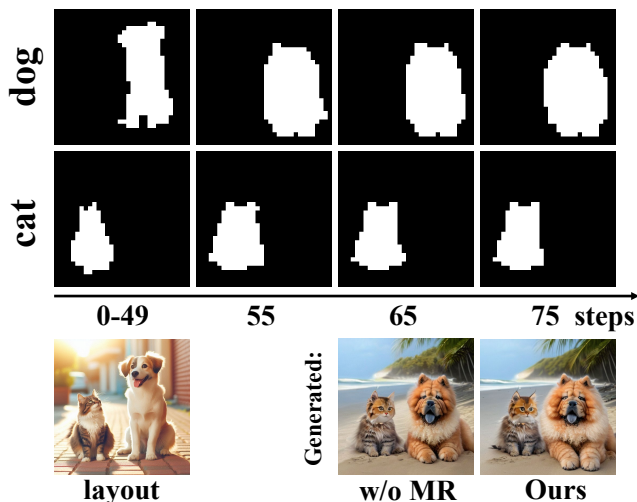 dog
cat
0-49 55 65 75 steps
Generated:
layout w/o MR Ours